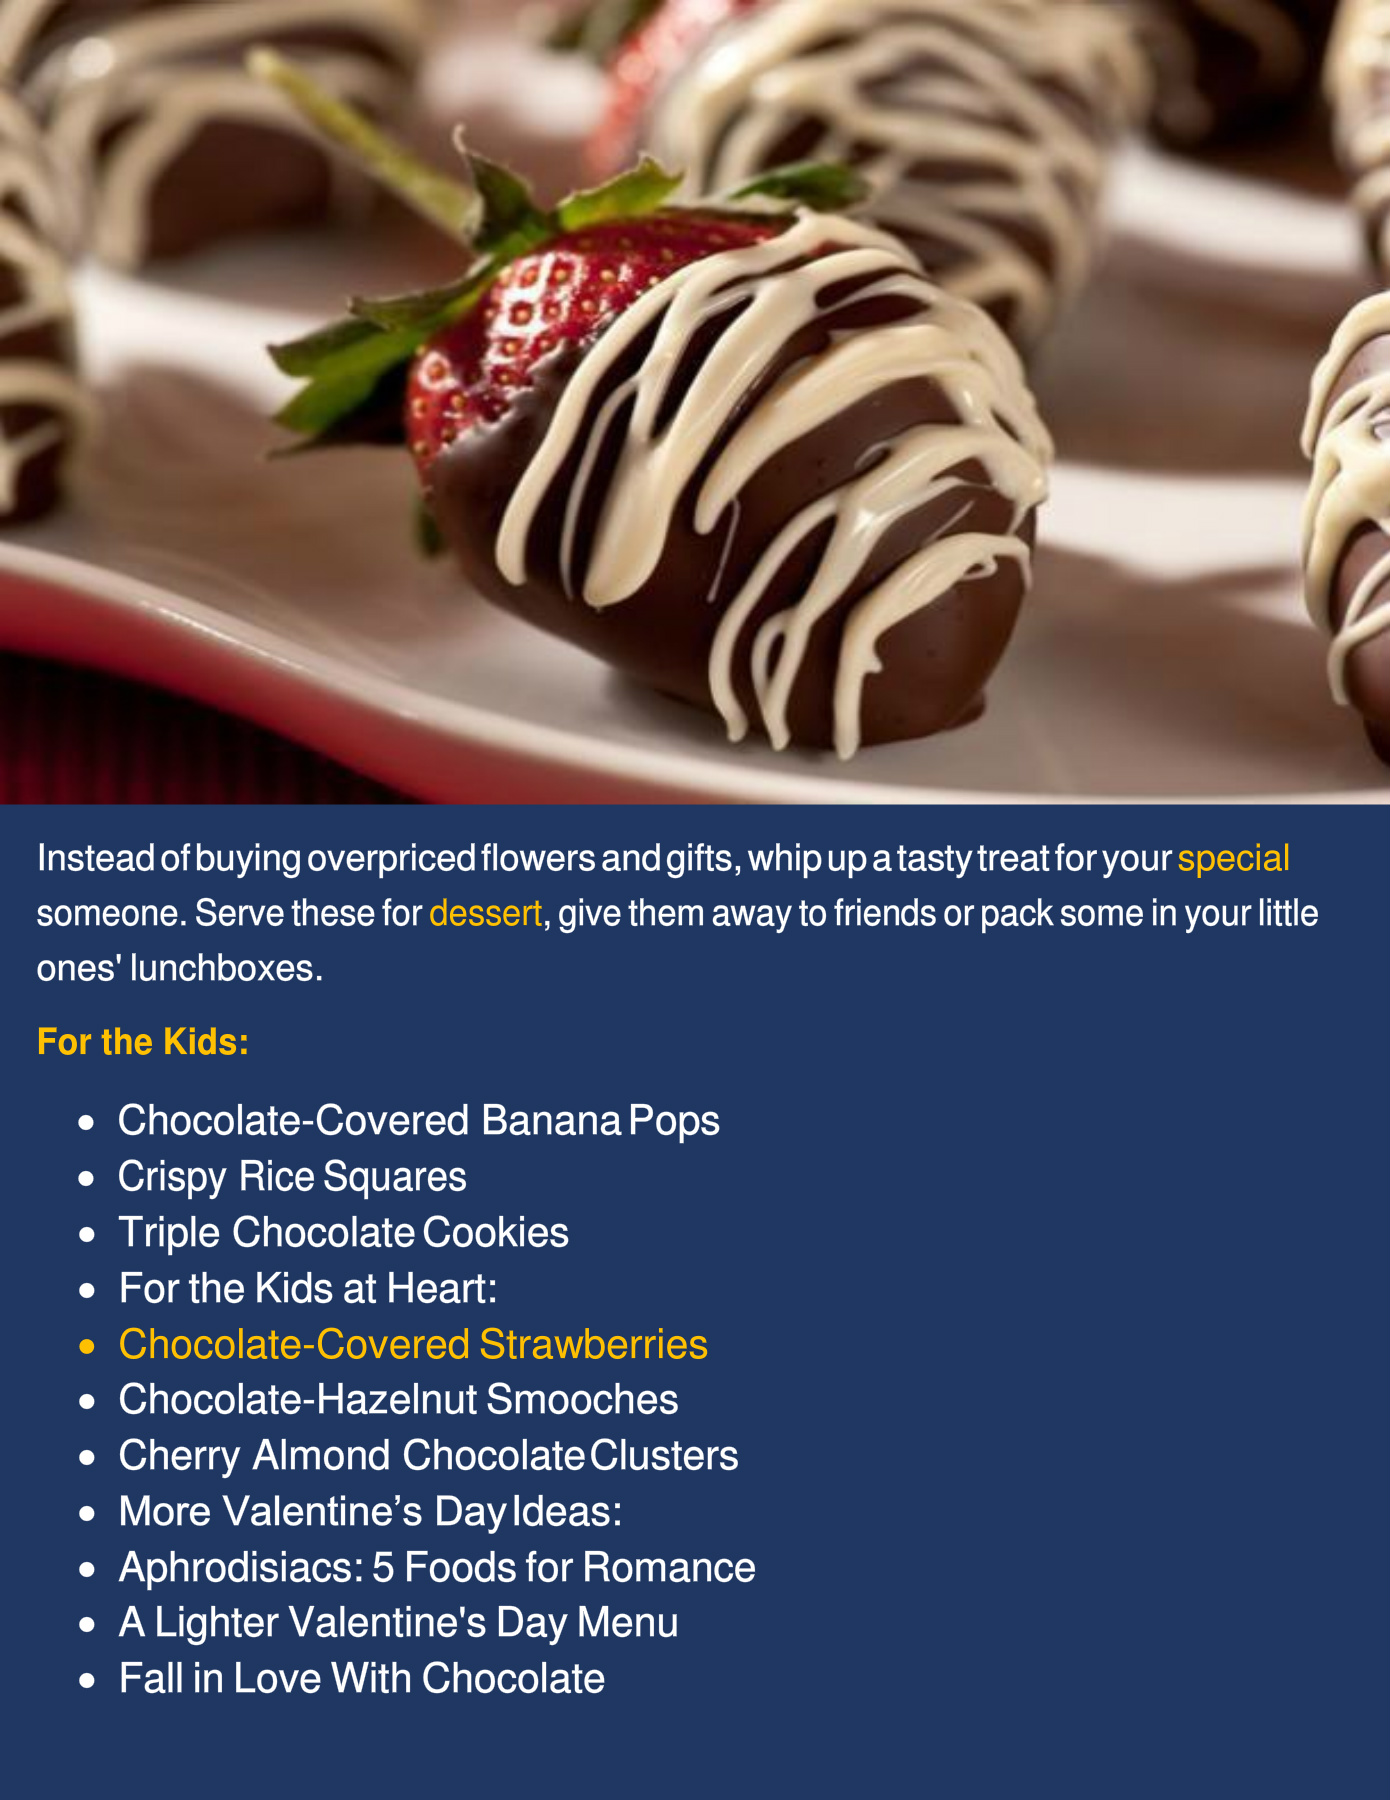 Instead of buying overpriced flowers and gifts, whip up a tasty treat for your special
someone. Serve these for dessert, give them away to friends or pack some in your little
ones' lunchboxes.
For the Kids:
• Chocolate-Covered Banana Pops
• Crispy Rice Squares
• Triple Chocolate Cookies
• For the Kids at Heart:
• Chocolate-Covered Strawberries
• Chocolate-Hazelnut Smooches
• Cherry Almond Chocolate Clusters
• More Valentine’s Day Ideas:
• Aphrodisiacs: 5 Foods for Romance
• A Lighter Valentine's Day Menu
• Fall in Love With Chocolate